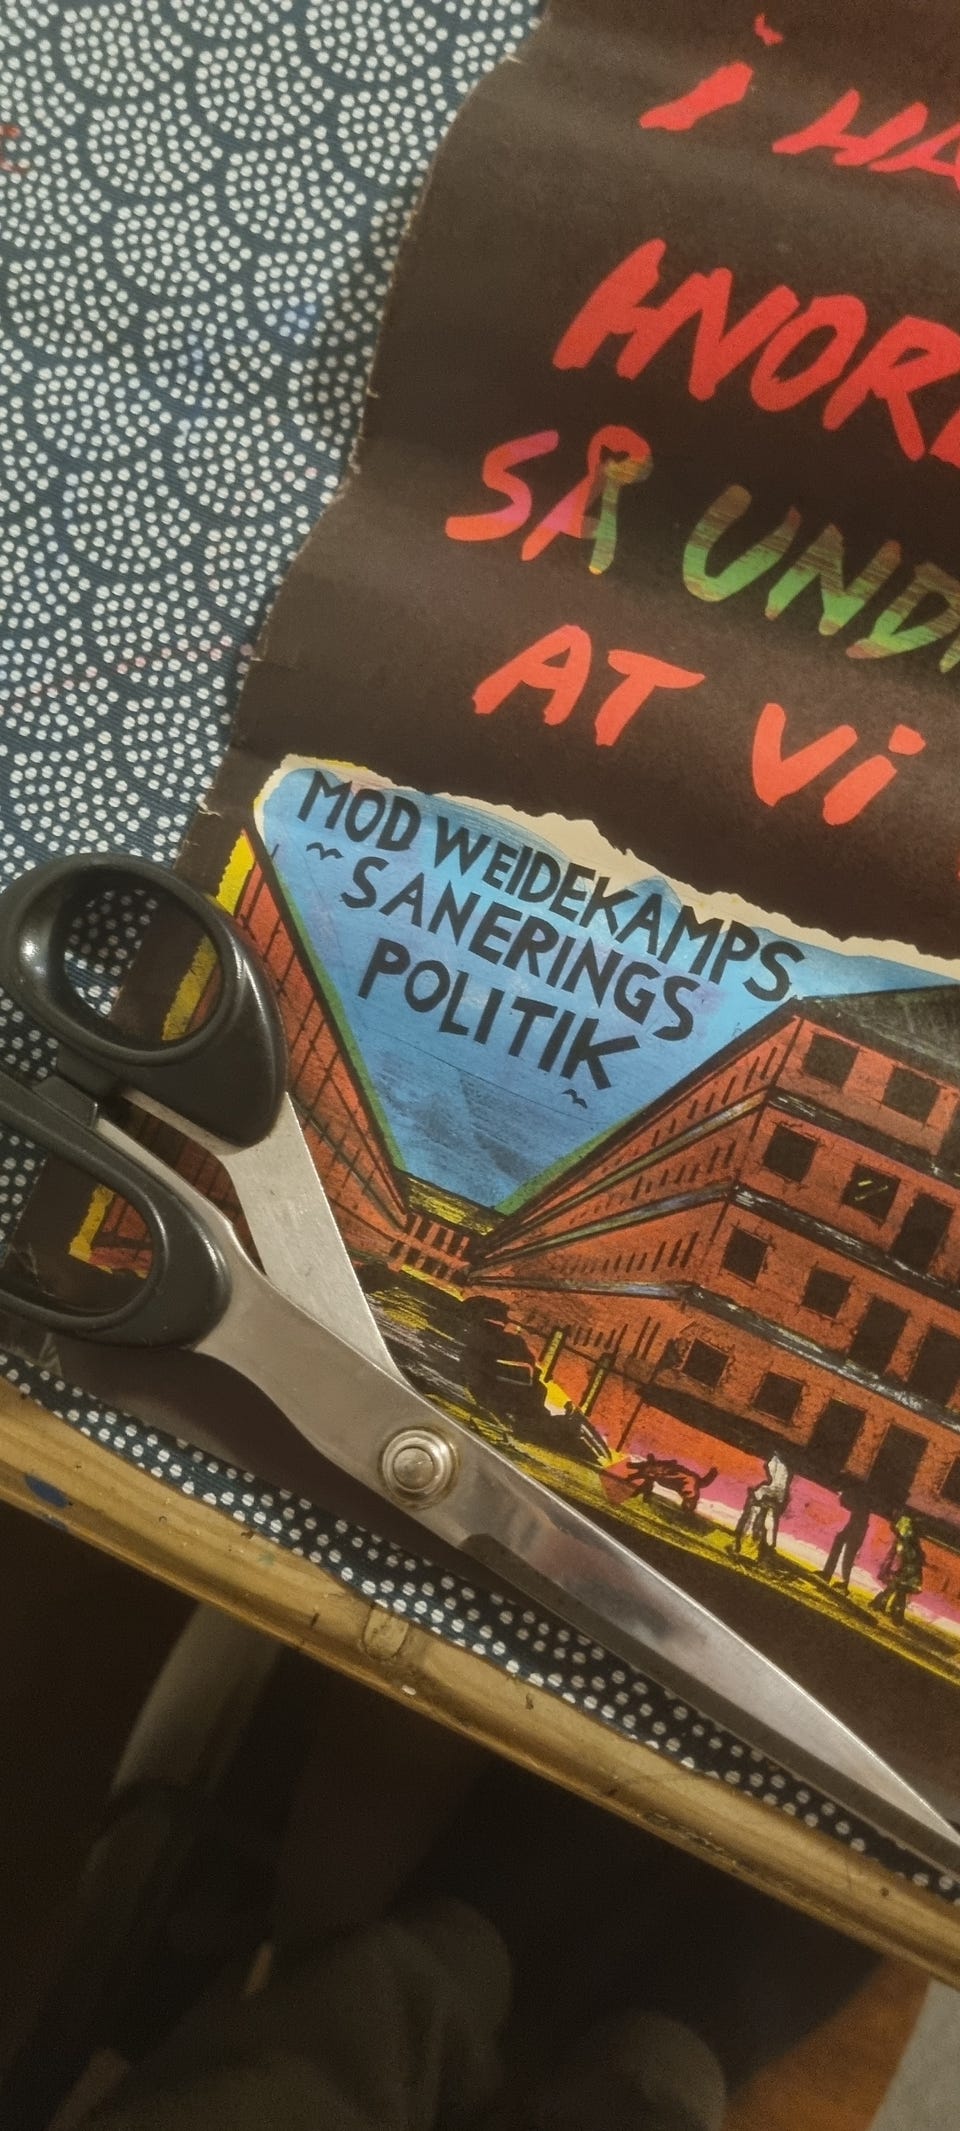 i HA
HVOR
SÅ UND
AT Vi
MOD WEIDEKAMPS
SANERINGS
POLITIK